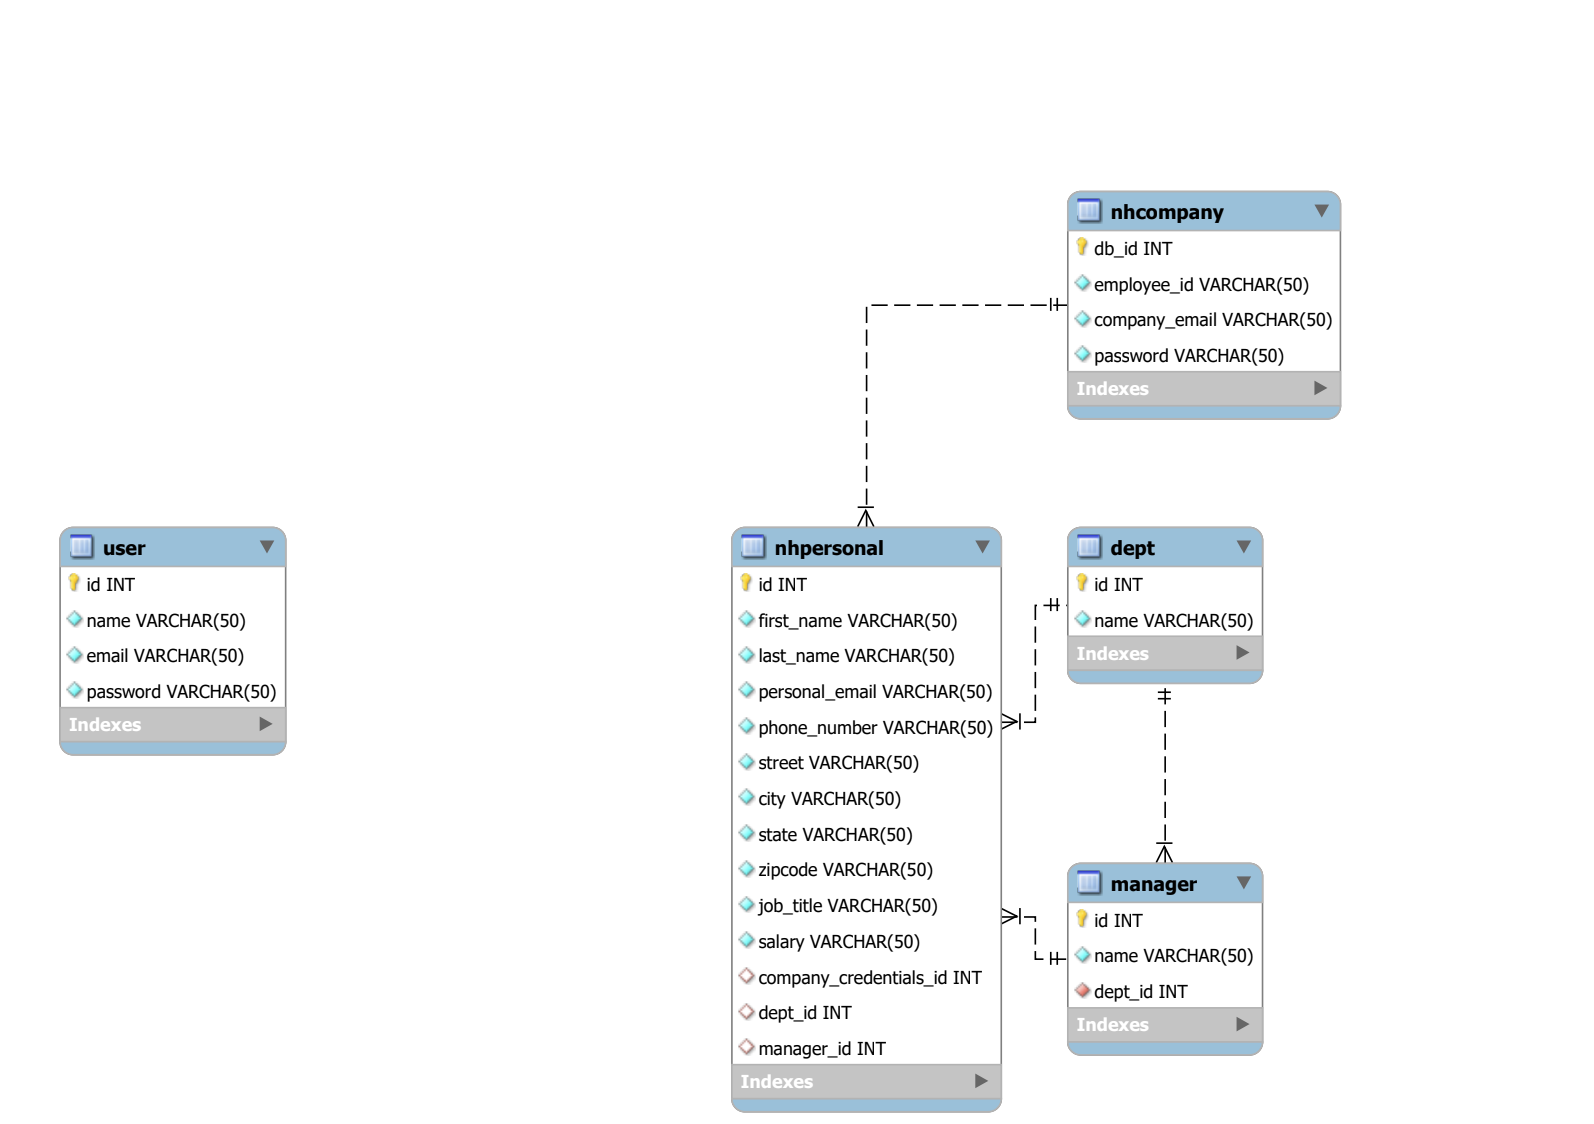 nhcompany
db_id INT
employee_id VARCHAR(50)
company_email VARCHAR(50)
password VARCHAR(50)
Indexes
user
id INT
name VARCHAR(50)
email VARCHAR(50)
password VARCHAR(50)
Indexes
nhpersonal
id INT
first_name VARCHAR(50)
last_name VARCHAR(50)
personal_email VARCHAR(50)
phone_number VARCHAR(50)
street VARCHAR(50)
city VARCHAR(50)
state VARCHAR(50)
zipcode VARCHAR(50)
job_title VARCHAR(50)
salary VARCHAR(50)
company_credentials_id INT
dept_id INT
manager_id INT
Indexes
dept
id INT
name VARCHAR(50)
Indexes
manager
id INT
name VARCHAR(50)
dept_id INT
Indexes